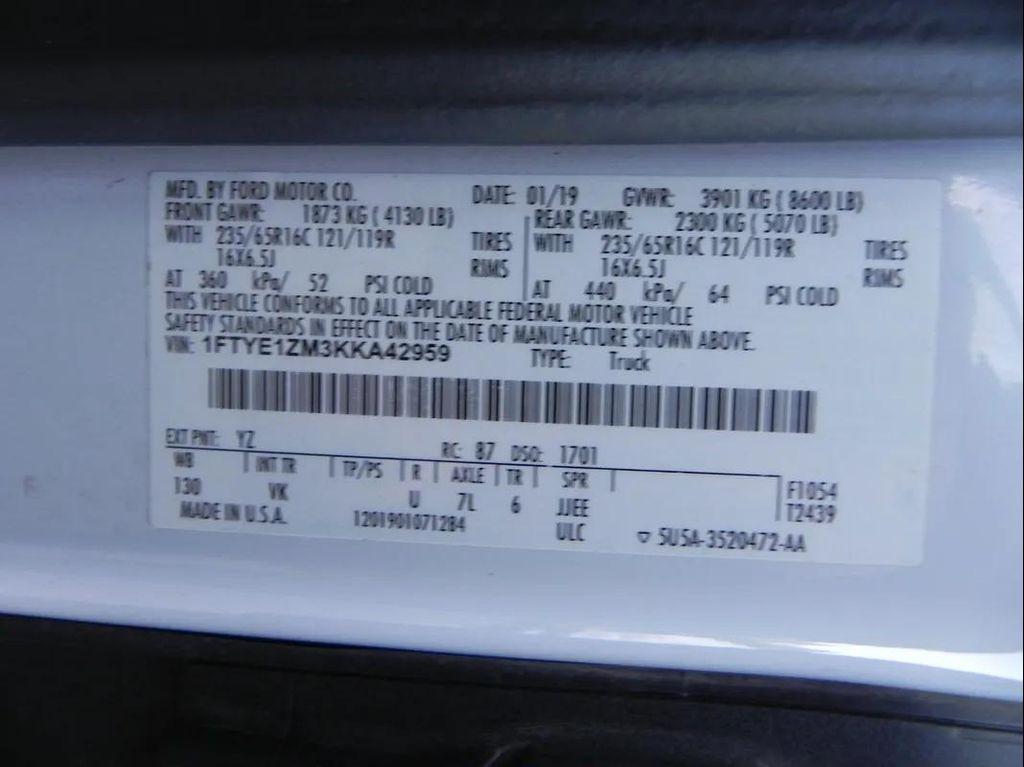 MFD. BY FORD MOTOR CO. DATE: 01/19 GVWR: 3901 KG ( 8600 LB)
FRONT GAWR: 1873 KG ( 4130 LB) REAR GAWR: 2300 KG ( 5070 LB)
WITH 235/65R16C 121/119R TIRES WITH 235/65R16C 121/119R TIRES
16X6.5J RIMS 16X6.5J RIMS
AT 360 kPa/ 52 PSI COLD AT 440 kPa/ 64 PSI COLD
THIS VEHICLE CONFORMS TO ALL APPLICABLE FEDERAL MOTOR VEHICLE
SAFETY STANDARDS IN EFFECT ON THE DATE OF MANUFACTURE SHOWN ABOVE.
VIN: 1FTYE1ZM3KKA42959 TYPE: Truck
EXT PNT: YZ RC: 87 DSO: 1701
WB INT TR TP/PS R AXLE TR SPR F1054
130 VK U 7L 6 JJEE T2439
MADE IN U.S.A. 1201901071284 ULC ▽ 5U5A-3520472-AA